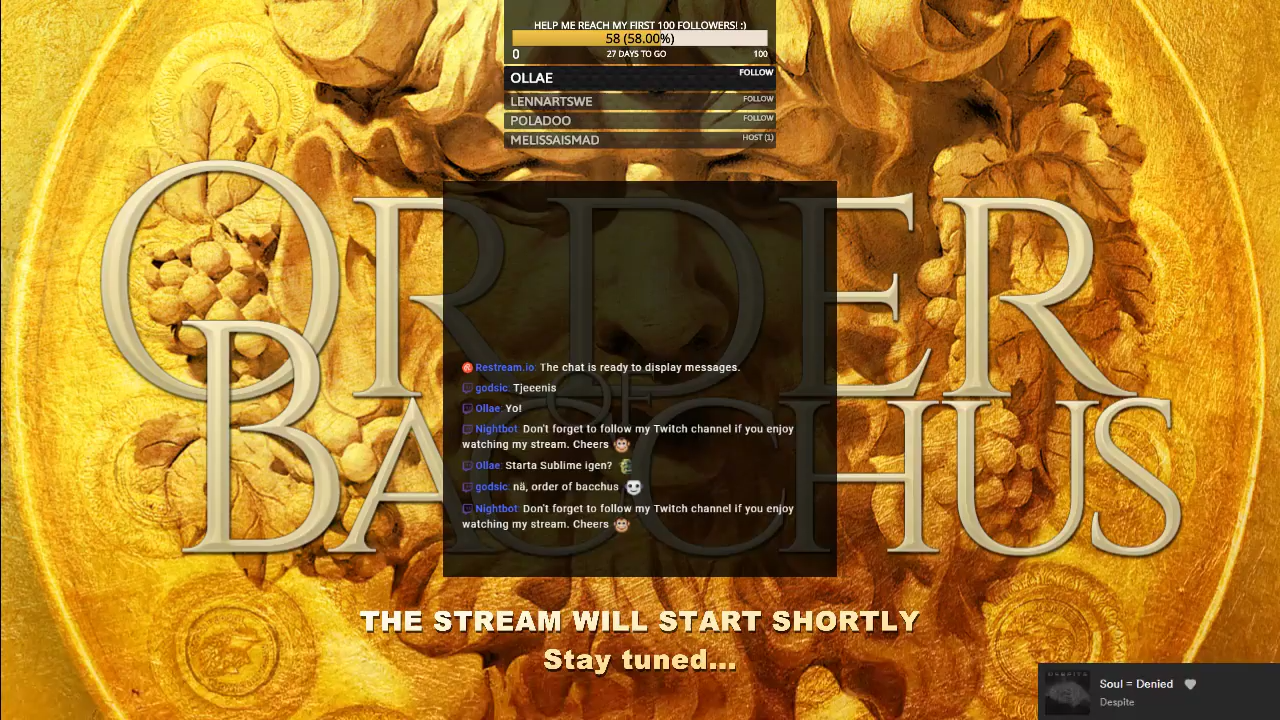 HELP ME REACH MY FIRST 100 FOLLOWERS! :)
58 (58.00%)
0 27 DAYS TO GO 100
OLLAE FOLLOW
LENNARTSWE FOLLOW
POLADOO FOLLOW
MELISSAISMAD HOST (1)
ORDER
OF
BACCHUS
Restream.io: The chat is ready to display messages.
godsic: Tjeeenis
Ollae: Yo!
Nightbot: Don't forget to follow my Twitch channel if you enjoy
watching my stream. Cheers
Ollae: Starta Sublime igen?
godsic: nä, order of bacchus
Nightbot: Don't forget to follow my Twitch channel if you enjoy
watching my stream. Cheers
THE STREAM WILL START SHORTLY
Stay tuned...
DESPITE
Soul = Denied
Despite